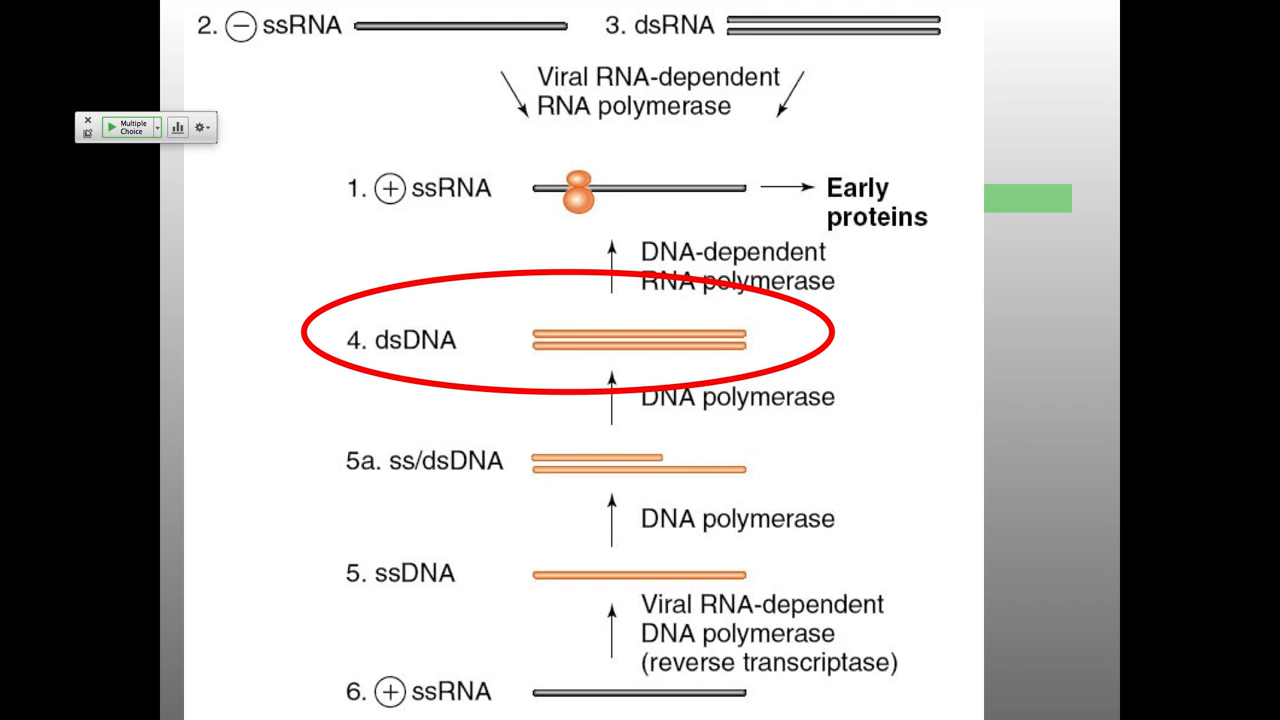 2. ⊖ ssRNA
3. dsRNA
Viral RNA-dependent
RNA polymerase
Multiple
Choice
1. ⊕ ssRNA
Early
proteins
DNA-dependent
RNA polymerase
4. dsDNA
DNA polymerase
5a. ss/dsDNA
DNA polymerase
5. ssDNA
Viral RNA-dependent
DNA polymerase
(reverse transcriptase)
6. ⊕ ssRNA